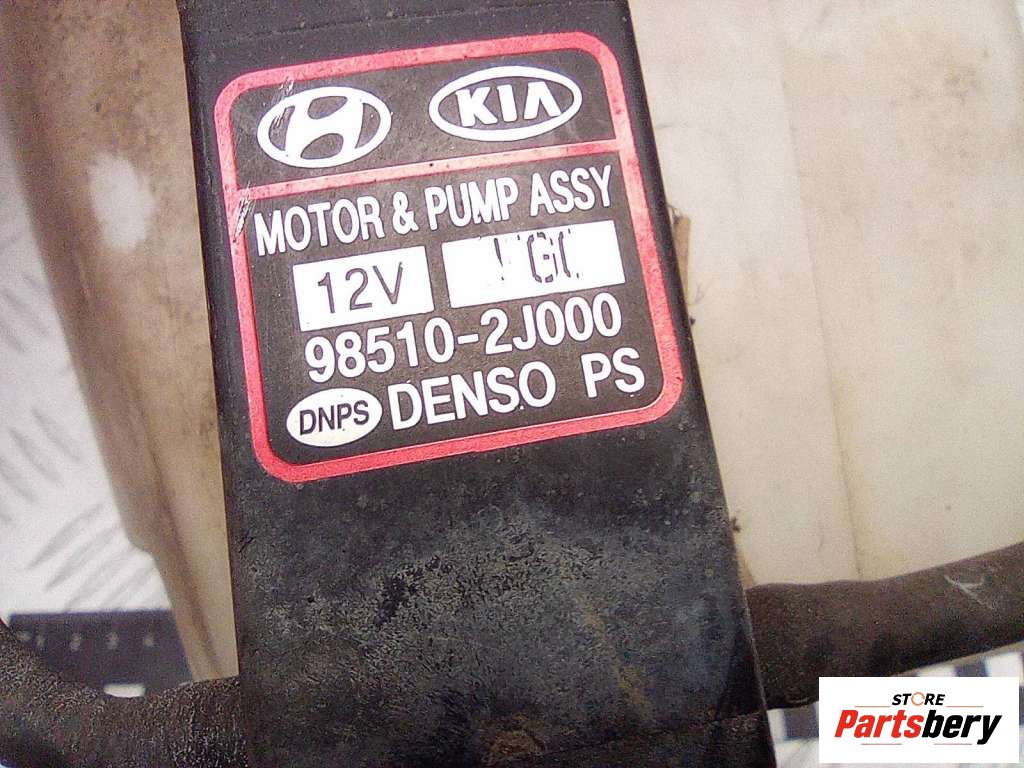 KIA
MOTOR & PUMP ASSY
12V
98510-2J000
DNPS DENSO PS
STORE
Partsbery